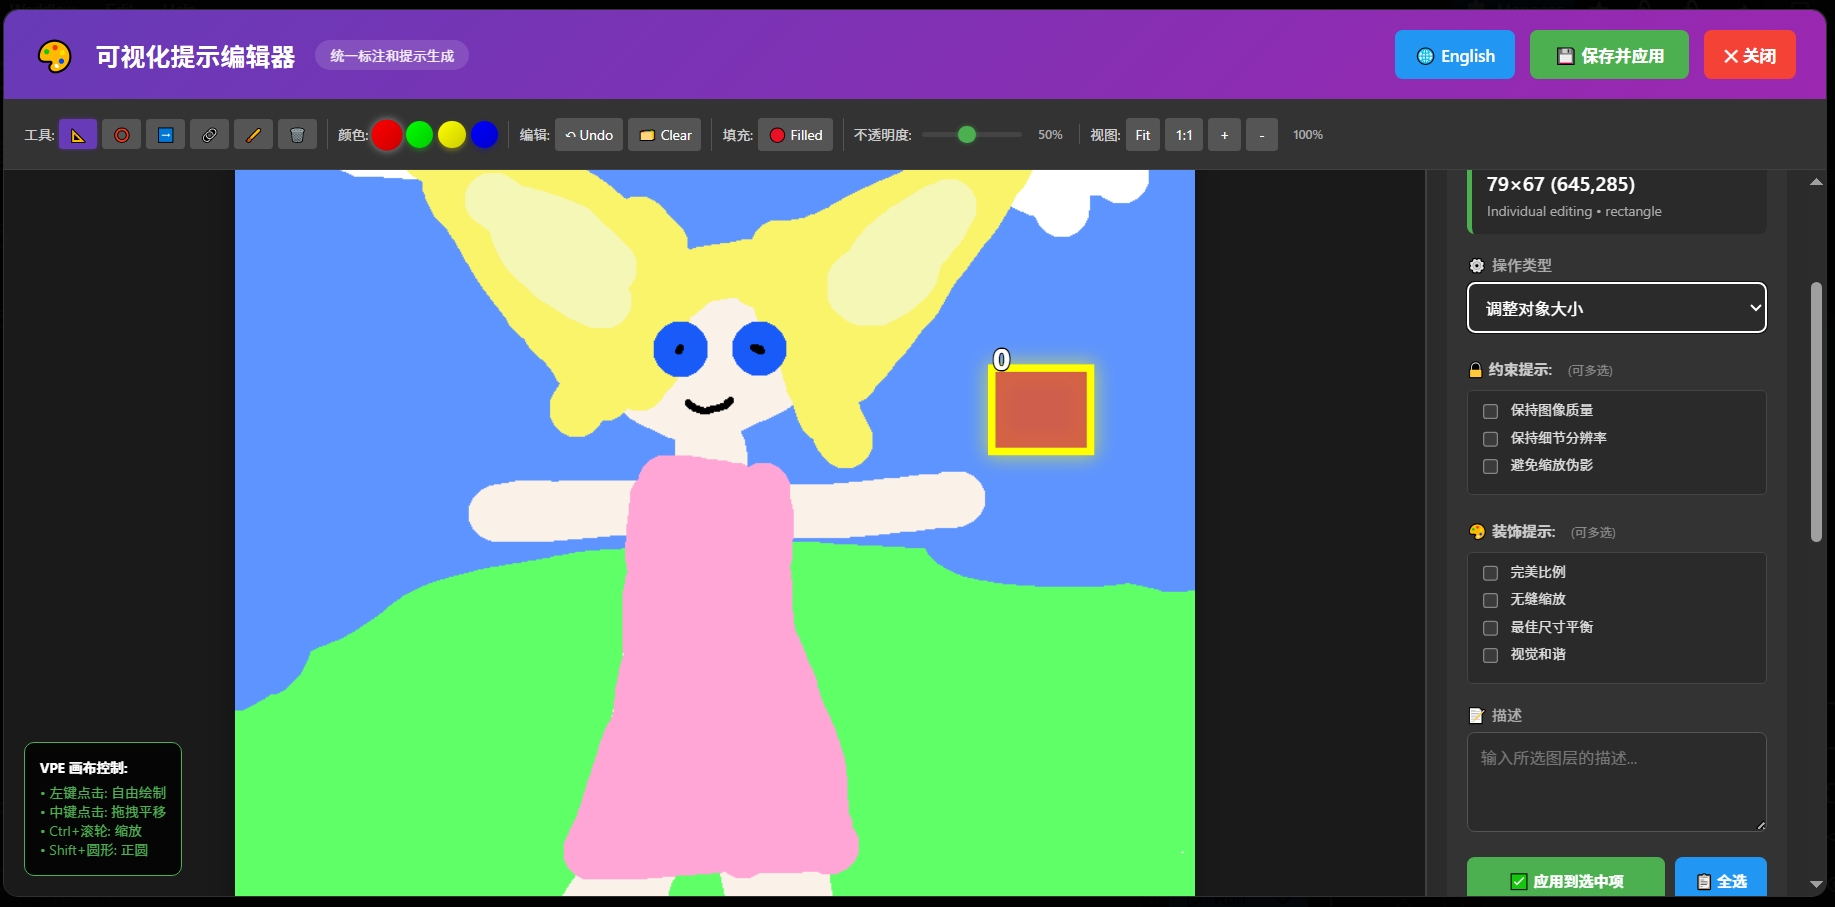 可视化提示编辑器
统一标注和提示生成
English
保存并应用
关闭
工具:
颜色:
编辑:
Undo
Clear
填充:
Filled
不透明度:
50%
视图:
Fit
1:1
+
-
100%
0
VPE 画布控制:
• 左键点击: 自由绘制
• 中键点击: 拖拽平移
• Ctrl+滚轮: 缩放
• Shift+圆形: 正圆
79×67 (645,285)
Individual editing • rectangle
操作类型
调整对象大小
约束提示: (可多选)
保持图像质量
保持细节分辨率
避免缩放伪影
装饰提示: (可多选)
完美比例
无缝缩放
最佳尺寸平衡
视觉和谐
描述
输入所选图层的描述...
应用到选中项
全选